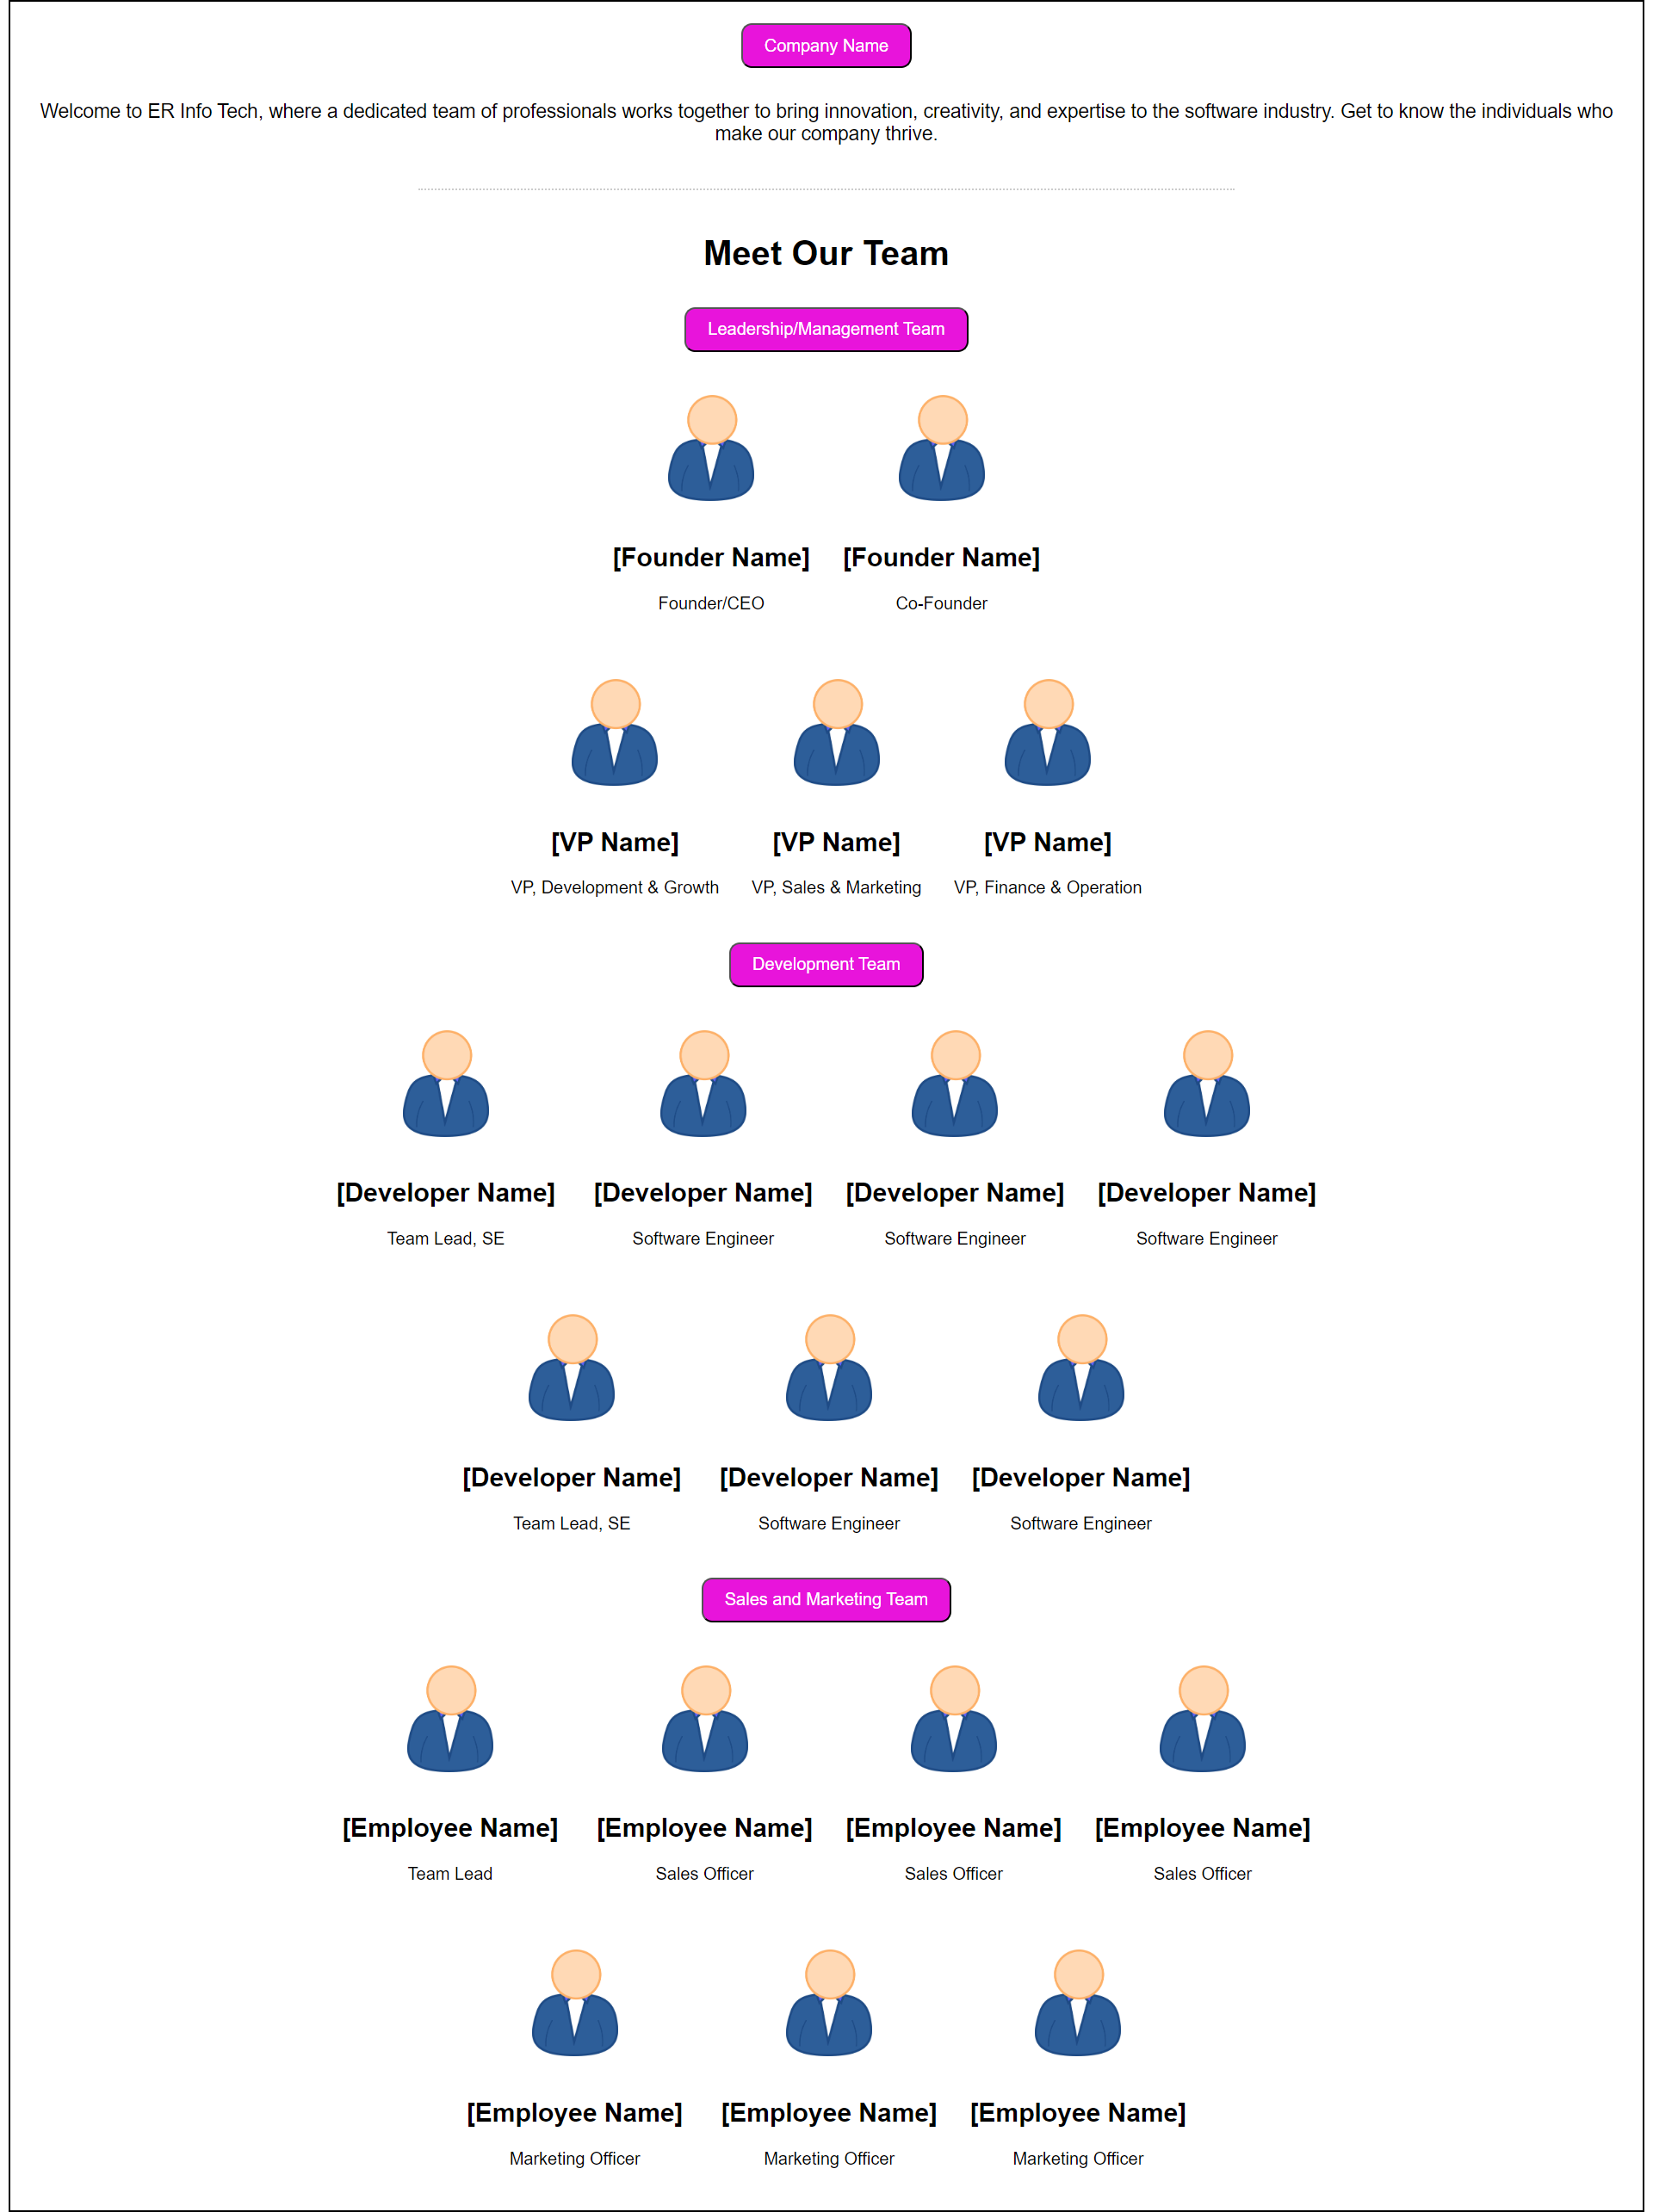 Company Name
Welcome to ER Info Tech, where a dedicated team of professionals works together to bring innovation, creativity, and expertise to the software industry. Get to know the individuals who
make our company thrive.
Meet Our Team
Leadership/Management Team
[Founder Name] [Founder Name]
Founder/CEO Co-Founder
[VP Name] [VP Name] [VP Name]
VP, Development & Growth VP, Sales & Marketing VP, Finance & Operation
Development Team
[Developer Name] [Developer Name] [Developer Name] [Developer Name]
Team Lead, SE Software Engineer Software Engineer Software Engineer
[Developer Name] [Developer Name] [Developer Name]
Team Lead, SE Software Engineer Software Engineer
Sales and Marketing Team
[Employee Name] [Employee Name] [Employee Name] [Employee Name]
Team Lead Sales Officer Sales Officer Sales Officer
[Employee Name] [Employee Name] [Employee Name]
Marketing Officer Marketing Officer Marketing Officer